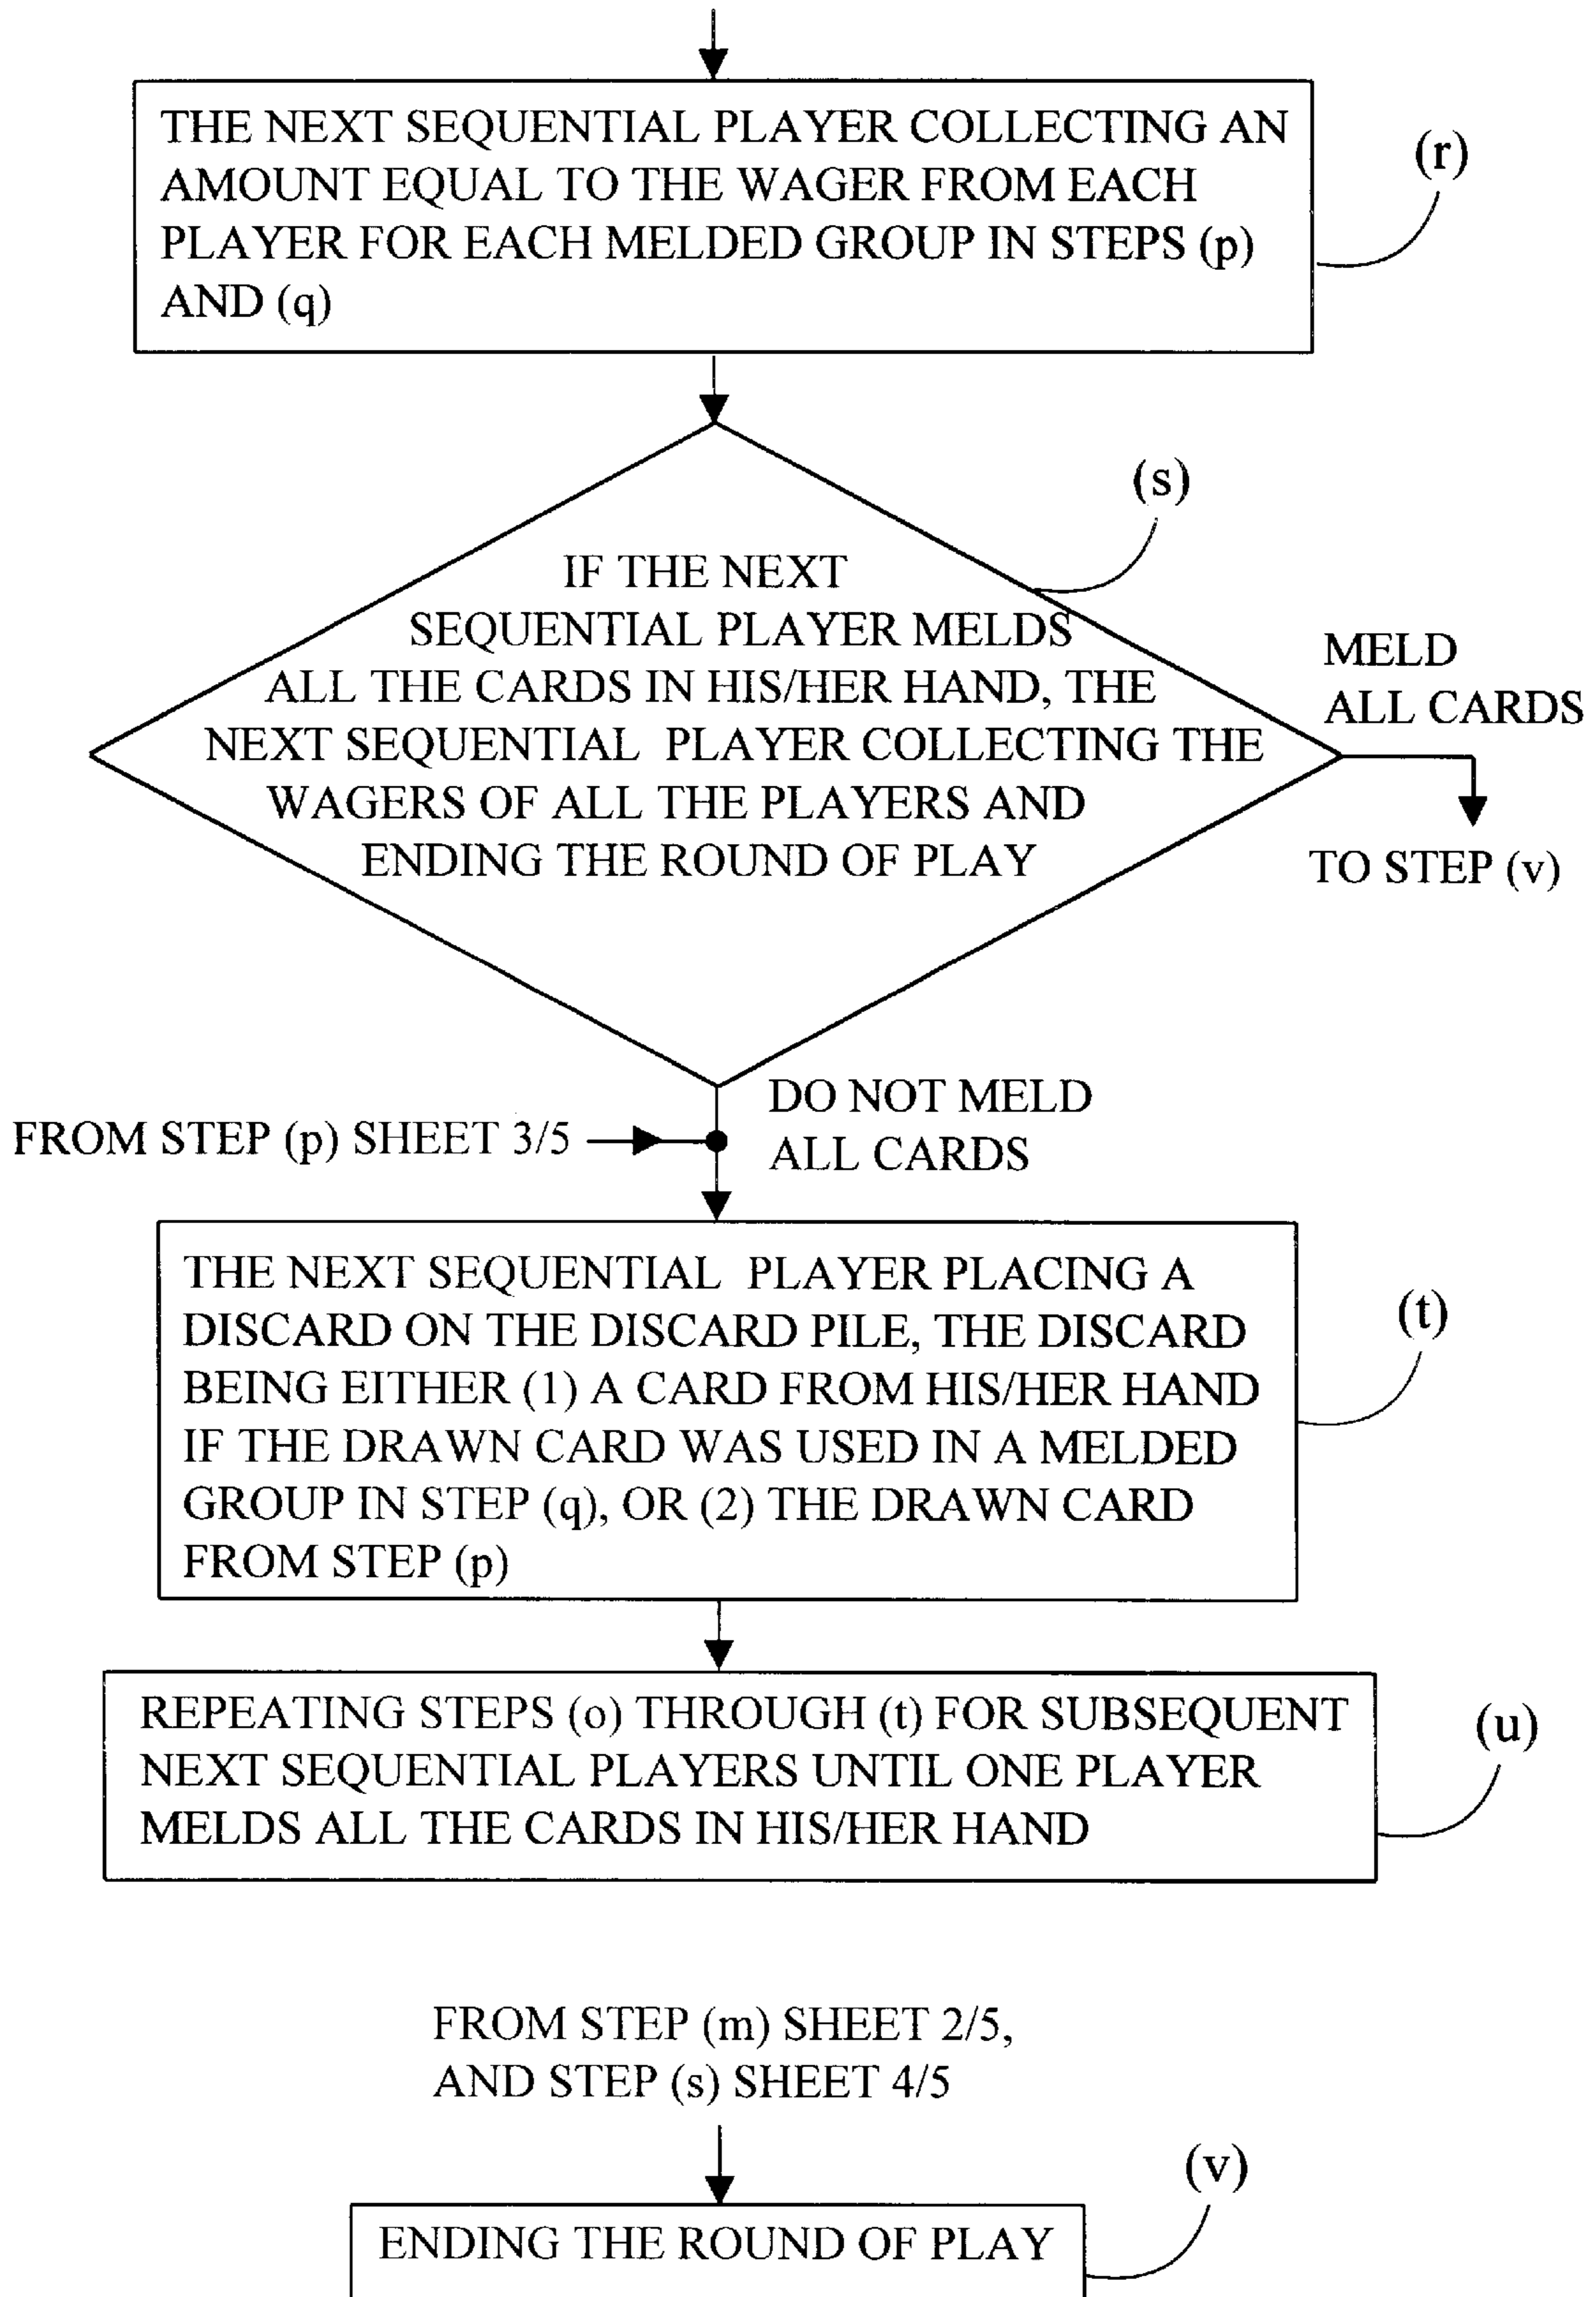 THE NEXT SEQUENTIAL PLAYER COLLECTING AN
AMOUNT EQUAL TO THE WAGER FROM EACH
PLAYER FOR EACH MELDED GROUP IN STEPS (p)
AND (q)
(r)
(s)
IF THE NEXT
SEQUENTIAL PLAYER MELDS
ALL THE CARDS IN HIS/HER HAND, THE
NEXT SEQUENTIAL PLAYER COLLECTING THE
WAGERS OF ALL THE PLAYERS AND
ENDING THE ROUND OF PLAY
MELD
ALL CARDS
TO STEP (v)
DO NOT MELD
ALL CARDS
FROM STEP (p) SHEET 3/5
THE NEXT SEQUENTIAL PLAYER PLACING A
DISCARD ON THE DISCARD PILE, THE DISCARD
BEING EITHER (1) A CARD FROM HIS/HER HAND
IF THE DRAWN CARD WAS USED IN A MELDED
GROUP IN STEP (q), OR (2) THE DRAWN CARD
FROM STEP (p)
(t)
REPEATING STEPS (o) THROUGH (t) FOR SUBSEQUENT
NEXT SEQUENTIAL PLAYERS UNTIL ONE PLAYER
MELDS ALL THE CARDS IN HIS/HER HAND
(u)
FROM STEP (m) SHEET 2/5,
AND STEP (s) SHEET 4/5
(v)
ENDING THE ROUND OF PLAY